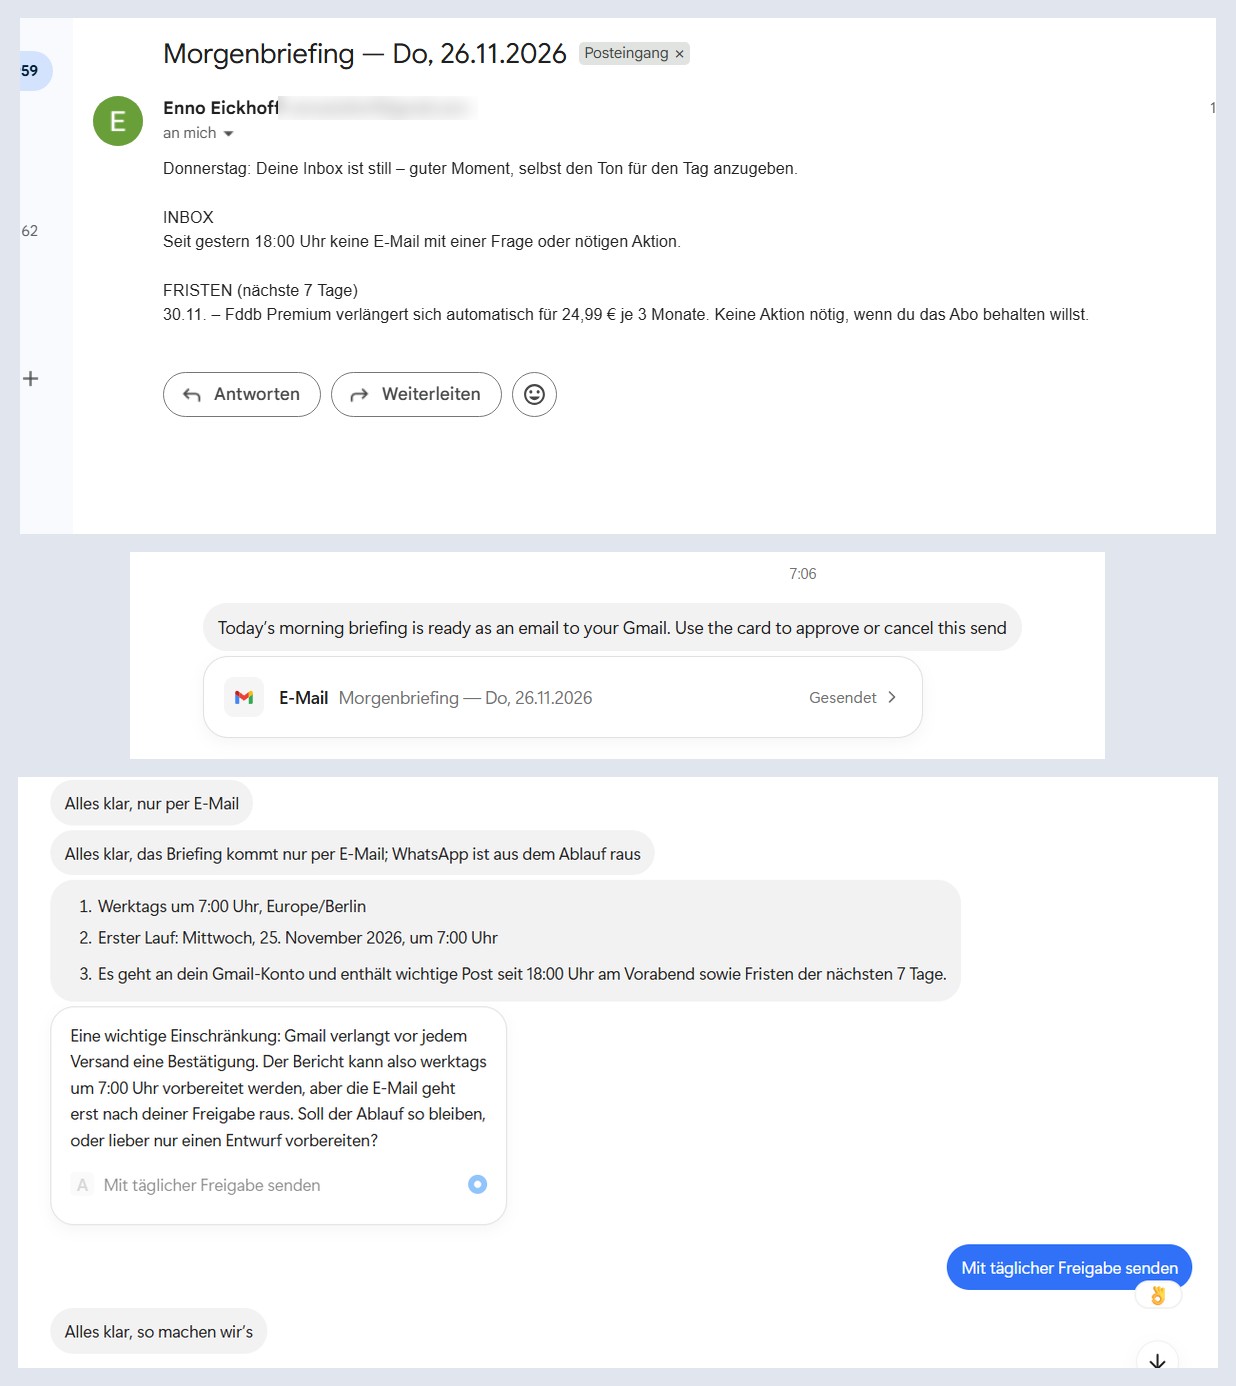 Morgenbriefing — Do, 26.11.2026 Posteingang ×
59
E Enno Eickhoff
1
an mich
Donnerstag: Deine Inbox ist still – guter Moment, selbst den Ton für den Tag anzugeben.
INBOX
62
Seit gestern 18:00 Uhr keine E-Mail mit einer Frage oder nötigen Aktion.
FRISTEN (nächste 7 Tage)
30.11. – Fddb Premium verlängert sich automatisch für 24,99 € je 3 Monate. Keine Aktion nötig, wenn du das Abo behalten willst.
Antworten Weiterleiten
7:06
Today’s morning briefing is ready as an email to your Gmail. Use the card to approve or cancel this send
E-Mail Morgenbriefing — Do, 26.11.2026 Gesendet
Alles klar, nur per E-Mail
Alles klar, das Briefing kommt nur per E-Mail; WhatsApp ist aus dem Ablauf raus
1. Werktags um 7:00 Uhr, Europe/Berlin
2. Erster Lauf: Mittwoch, 25. November 2026, um 7:00 Uhr
3. Es geht an dein Gmail-Konto und enthält wichtige Post seit 18:00 Uhr am Vorabend sowie Fristen der nächsten 7 Tage.
Eine wichtige Einschränkung: Gmail verlangt vor jedem
Versand eine Bestätigung. Der Bericht kann also werktags
um 7:00 Uhr vorbereitet werden, aber die E-Mail geht
erst nach deiner Freigabe raus. Soll der Ablauf so bleiben,
oder lieber nur einen Entwurf vorbereiten?
A Mit täglicher Freigabe senden
Mit täglicher Freigabe senden
Alles klar, so machen wir’s